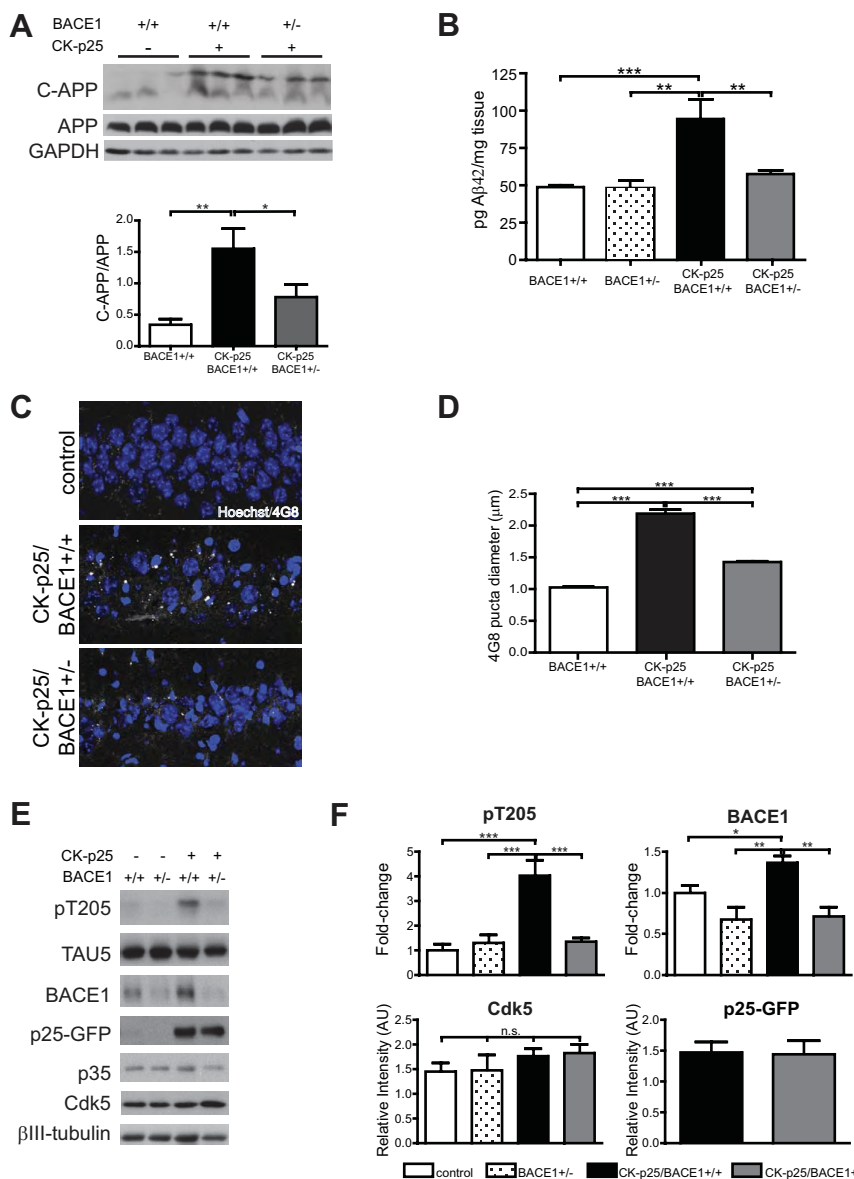 A
BACE1 +/+ +/+ +/-
CK-p25 - + +
C-APP
APP
GAPDH
** *
2.0
1.5
1.0
0.5
0.0
C-APP/APP
BACE1+/+ CK-p25 BACE1+/+ CK-p25 BACE1+/-
B
***
** **
125
100
75
50
25
0
pg Aβ42/mg tissue
BACE1+/+ BACE1+/- CK-p25 BACE1+/+ CK-p25 BACE1+/-
C
control
Hoechst/4G8
CK-p25/
BACE1+/+
CK-p25/
BACE1+/-
D
***
*** ***
2.5
2.0
1.5
1.0
0.5
0.0
4G8 pucta diameter (μm)
BACE1+/+ CK-p25 BACE1+/+ CK-p25 BACE1+/-
E
CK-p25 - - + +
BACE1 +/+ +/- +/+ +/-
pT205
TAU5
BACE1
p25-GFP
p35
Cdk5
βIII-tubulin
F
pT205
***
*** ***
5
4
3
2
1
0
Fold-change
BACE1
*
** **
1.5
1.0
0.5
0.0
Fold-change
Cdk5
n.s.
2.0
1.5
1.0
0.5
0.0
Relative Intensity (AU)
p25-GFP
2.0
1.5
1.0
0.5
0.0
Relative Intensity (AU)
control BACE1+/- CK-p25/BACE1+/+ CK-p25/BACE1+